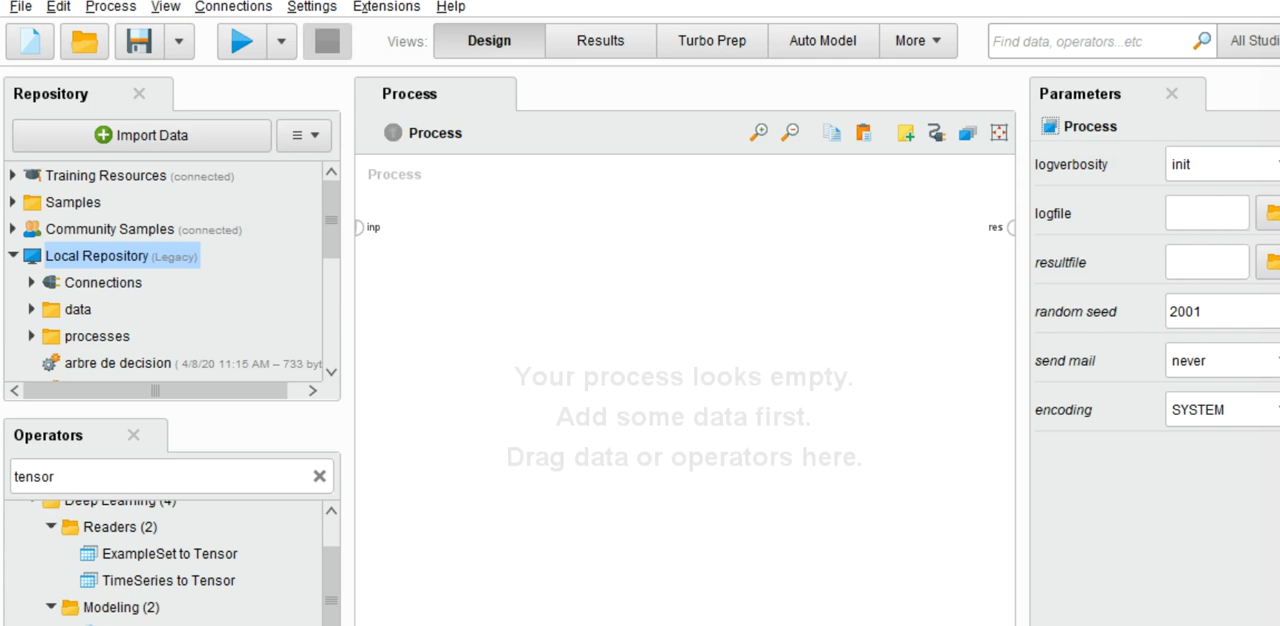 File Edit Process View Connections Settings Extensions Help
Views: Design Results Turbo Prep Auto Model More
Find data, operators...etc
All Studi
Repository
Import Data
Training Resources (connected)
Samples
Community Samples (connected)
Local Repository (Legacy)
Connections
data
processes
arbre de decision ( 4/8/20 11:15 AM – 733 byt
Operators
tensor
Deep Learning (4)
Readers (2)
ExampleSet to Tensor
TimeSeries to Tensor
Modeling (2)
Process
Process
Process
inp
res
Your process looks empty.
Add some data first.
Drag data or operators here.
Parameters
Process
logverbosity init
logfile
resultfile
random seed 2001
send mail never
encoding SYSTEM